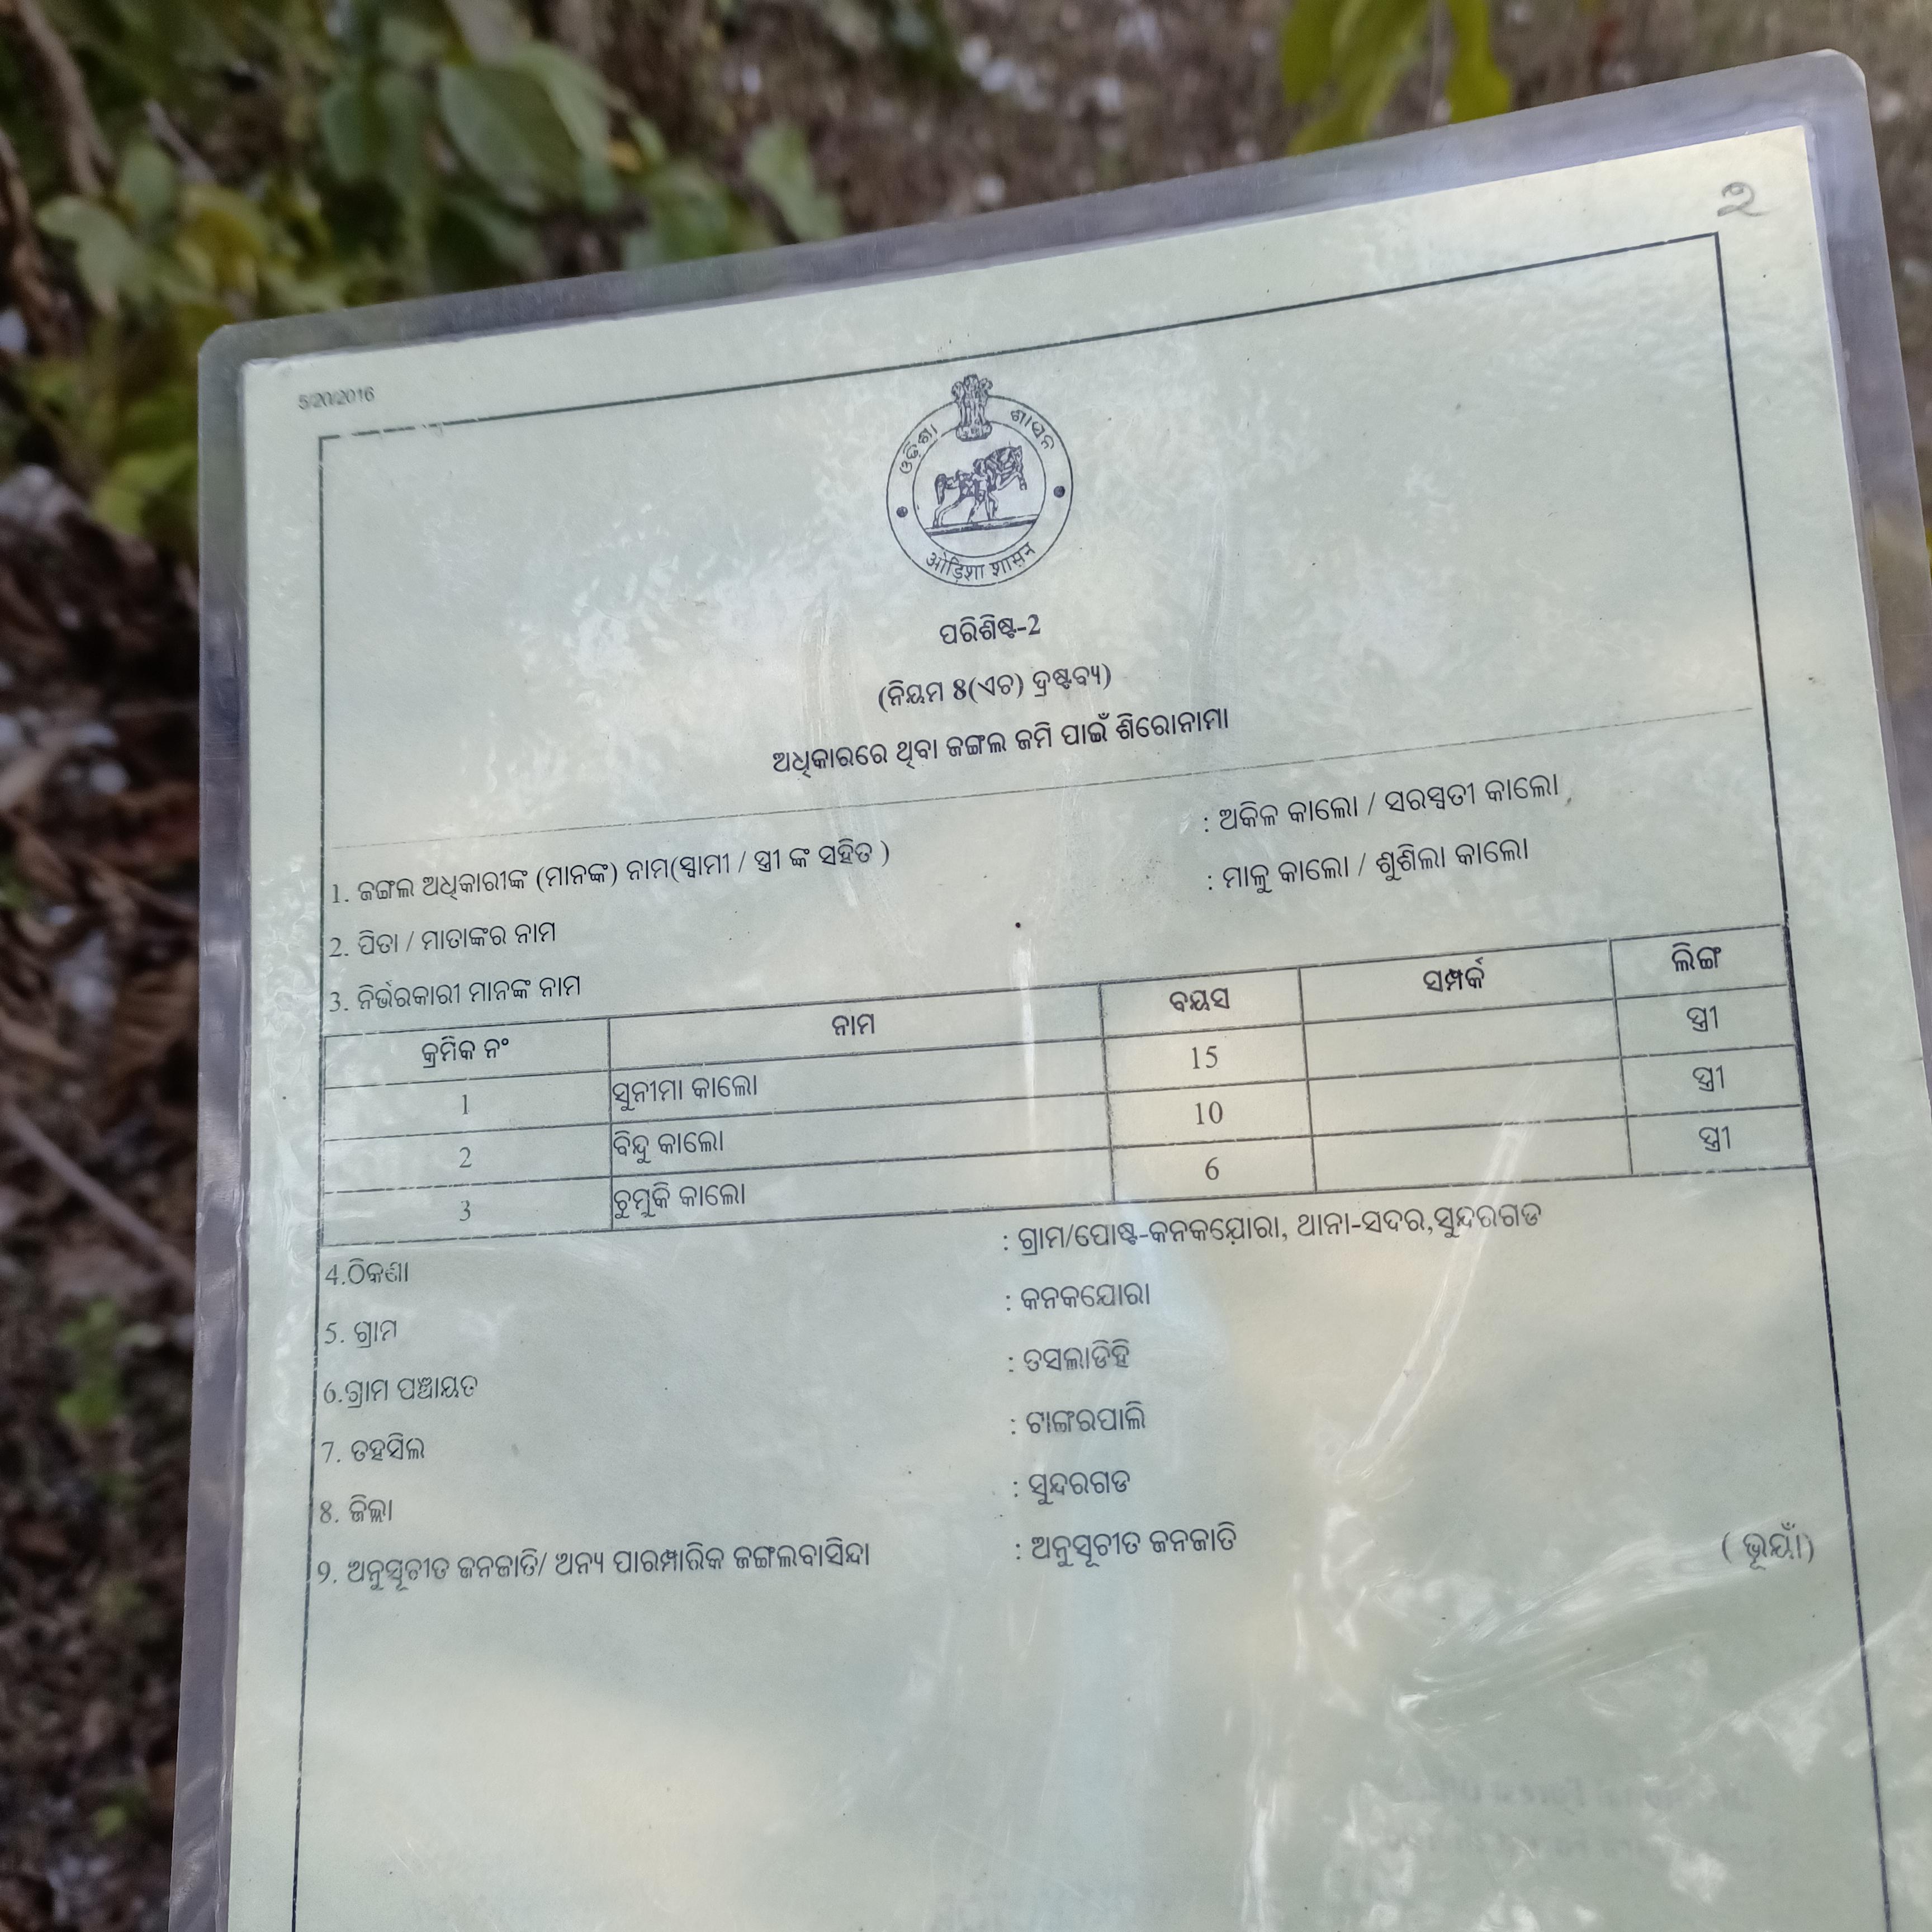 ୨
5/20/2016
ଓଡ଼ିଶା ଶାସନ
ओड़िशा शासन
ପରିଶିଷ୍ଟ-2
(ନିୟମ 8(ଏଚ) ଦ୍ରଷ୍ଟବ୍ୟ)
ଅଧିକାରରେ ଥିବା ଜଙ୍ଗଲ ଜମି ପାଇଁ ଶିରୋନାମା
1. ଜଙ୍ଗଲ ଅଧିକାରୀଙ୍କ (ମାନଙ୍କ) ନାମ(ସ୍ୱାମୀ / ସ୍ତ୍ରୀ ଙ୍କ ସହିତ ) : ଅକିଳ କାଲୋ / ସରସ୍ୱତୀ କାଲୋ
2. ପିତା / ମାତାଙ୍କର ନାମ : ମାଳୁ କାଲୋ / ଶୁଶିଲା କାଲୋ
3. ନିର୍ଭରକାରୀ ମାନଙ୍କ ନାମ
କ୍ରମିକ ନଂ ନାମ ବୟସ ସମ୍ପର୍କ ଲିଙ୍ଗ
1 ସୁନୀମା କାଲୋ 15 ସ୍ତ୍ରୀ
2 ବିନ୍ଦୁ କାଲୋ 10 ସ୍ତ୍ରୀ
3 ଚୁମୁକି କାଲୋ 6 ସ୍ତ୍ରୀ
4.ଠିକଣା : ଗ୍ରାମ/ପୋଷ୍ଟ-କନକଯ଼ୋରା, ଥାନା-ସଦର,ସୁନ୍ଦରଗଡ
5. ଗ୍ରାମ : କନକଯୋରା
6.ଗ୍ରାମ ପଞ୍ଚାୟତ : ତସଲାଡିହି
7. ତହସିଲ : ଟାଙ୍ଗରପାଲି
8. ଜିଲ୍ଲା : ସୁନ୍ଦରଗଡ
9. ଅନୁସୂଚୀତ ଜନଜାତି/ ଅନ୍ୟ ପାରମ୍ପାରିକ ଜଙ୍ଗଲବାସିନ୍ଦା : ଅନୁସୂଚୀତ ଜନଜାତି ( ଭୂୟାଁ)